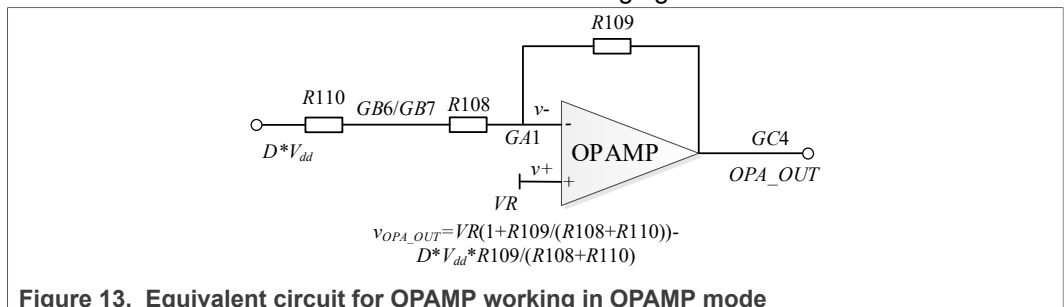 R109
R110
GB6/GB7
R108
v-
-
GA1
OPAMP
GC4
D*Vdd
v+
+
OPA_OUT
VR
vOPA_OUT=VR(1+R109/(R108+R110))-
D*Vdd*R109/(R108+R110)
Figure 13. Equivalent circuit for OPAMP working in OPAMP mode